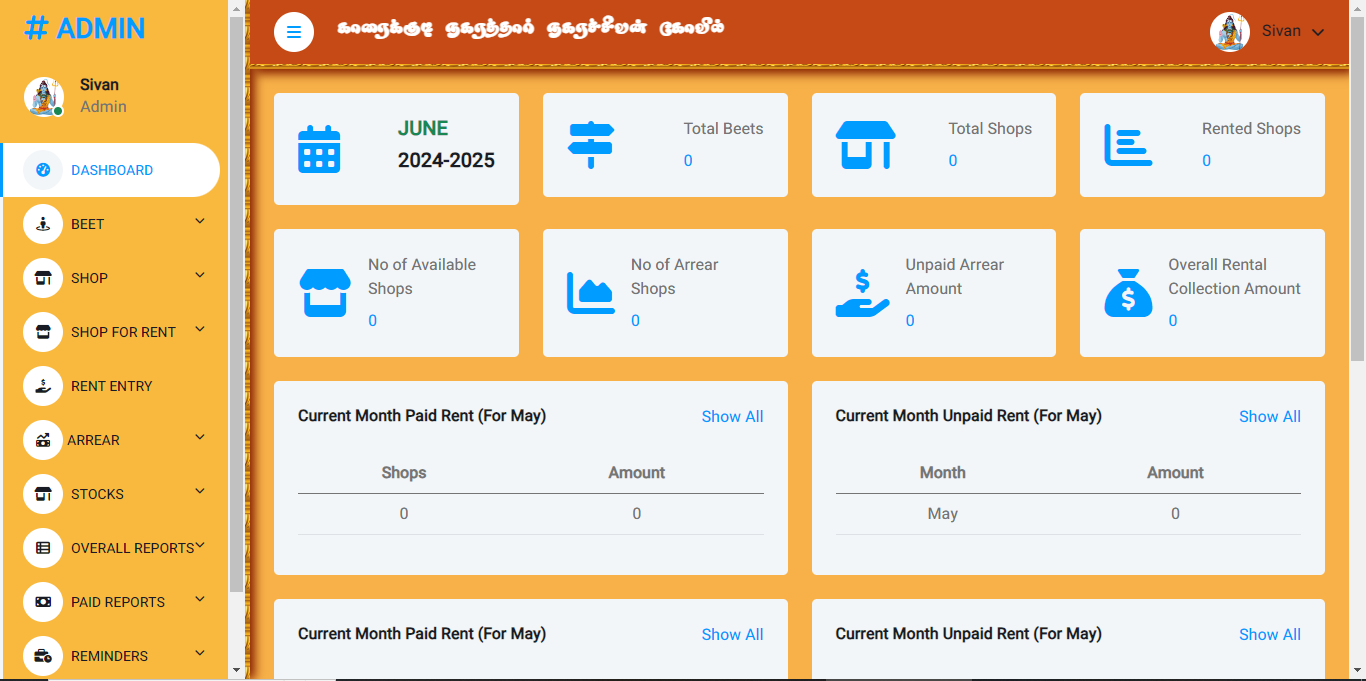 # ADMIN
Sivan
Admin
DASHBOARD
BEET
SHOP
SHOP FOR RENT
RENT ENTRY
ARREAR
STOCKS
OVERALL REPORTS
PAID REPORTS
REMINDERS
காரைக்குடி நகரத்தார் நகரச்சிவன் கோவில்
Sivan
JUNE
2024-2025
Total Beets
0
Total Shops
0
Rented Shops
0
No of Available
Shops
0
No of Arrear
Shops
0
Unpaid Arrear
Amount
0
Overall Rental
Collection Amount
0
Current Month Paid Rent (For May) Show All
Shops Amount
0 0
Current Month Unpaid Rent (For May) Show All
Month Amount
May 0
Current Month Paid Rent (For May) Show All
Current Month Unpaid Rent (For May) Show All